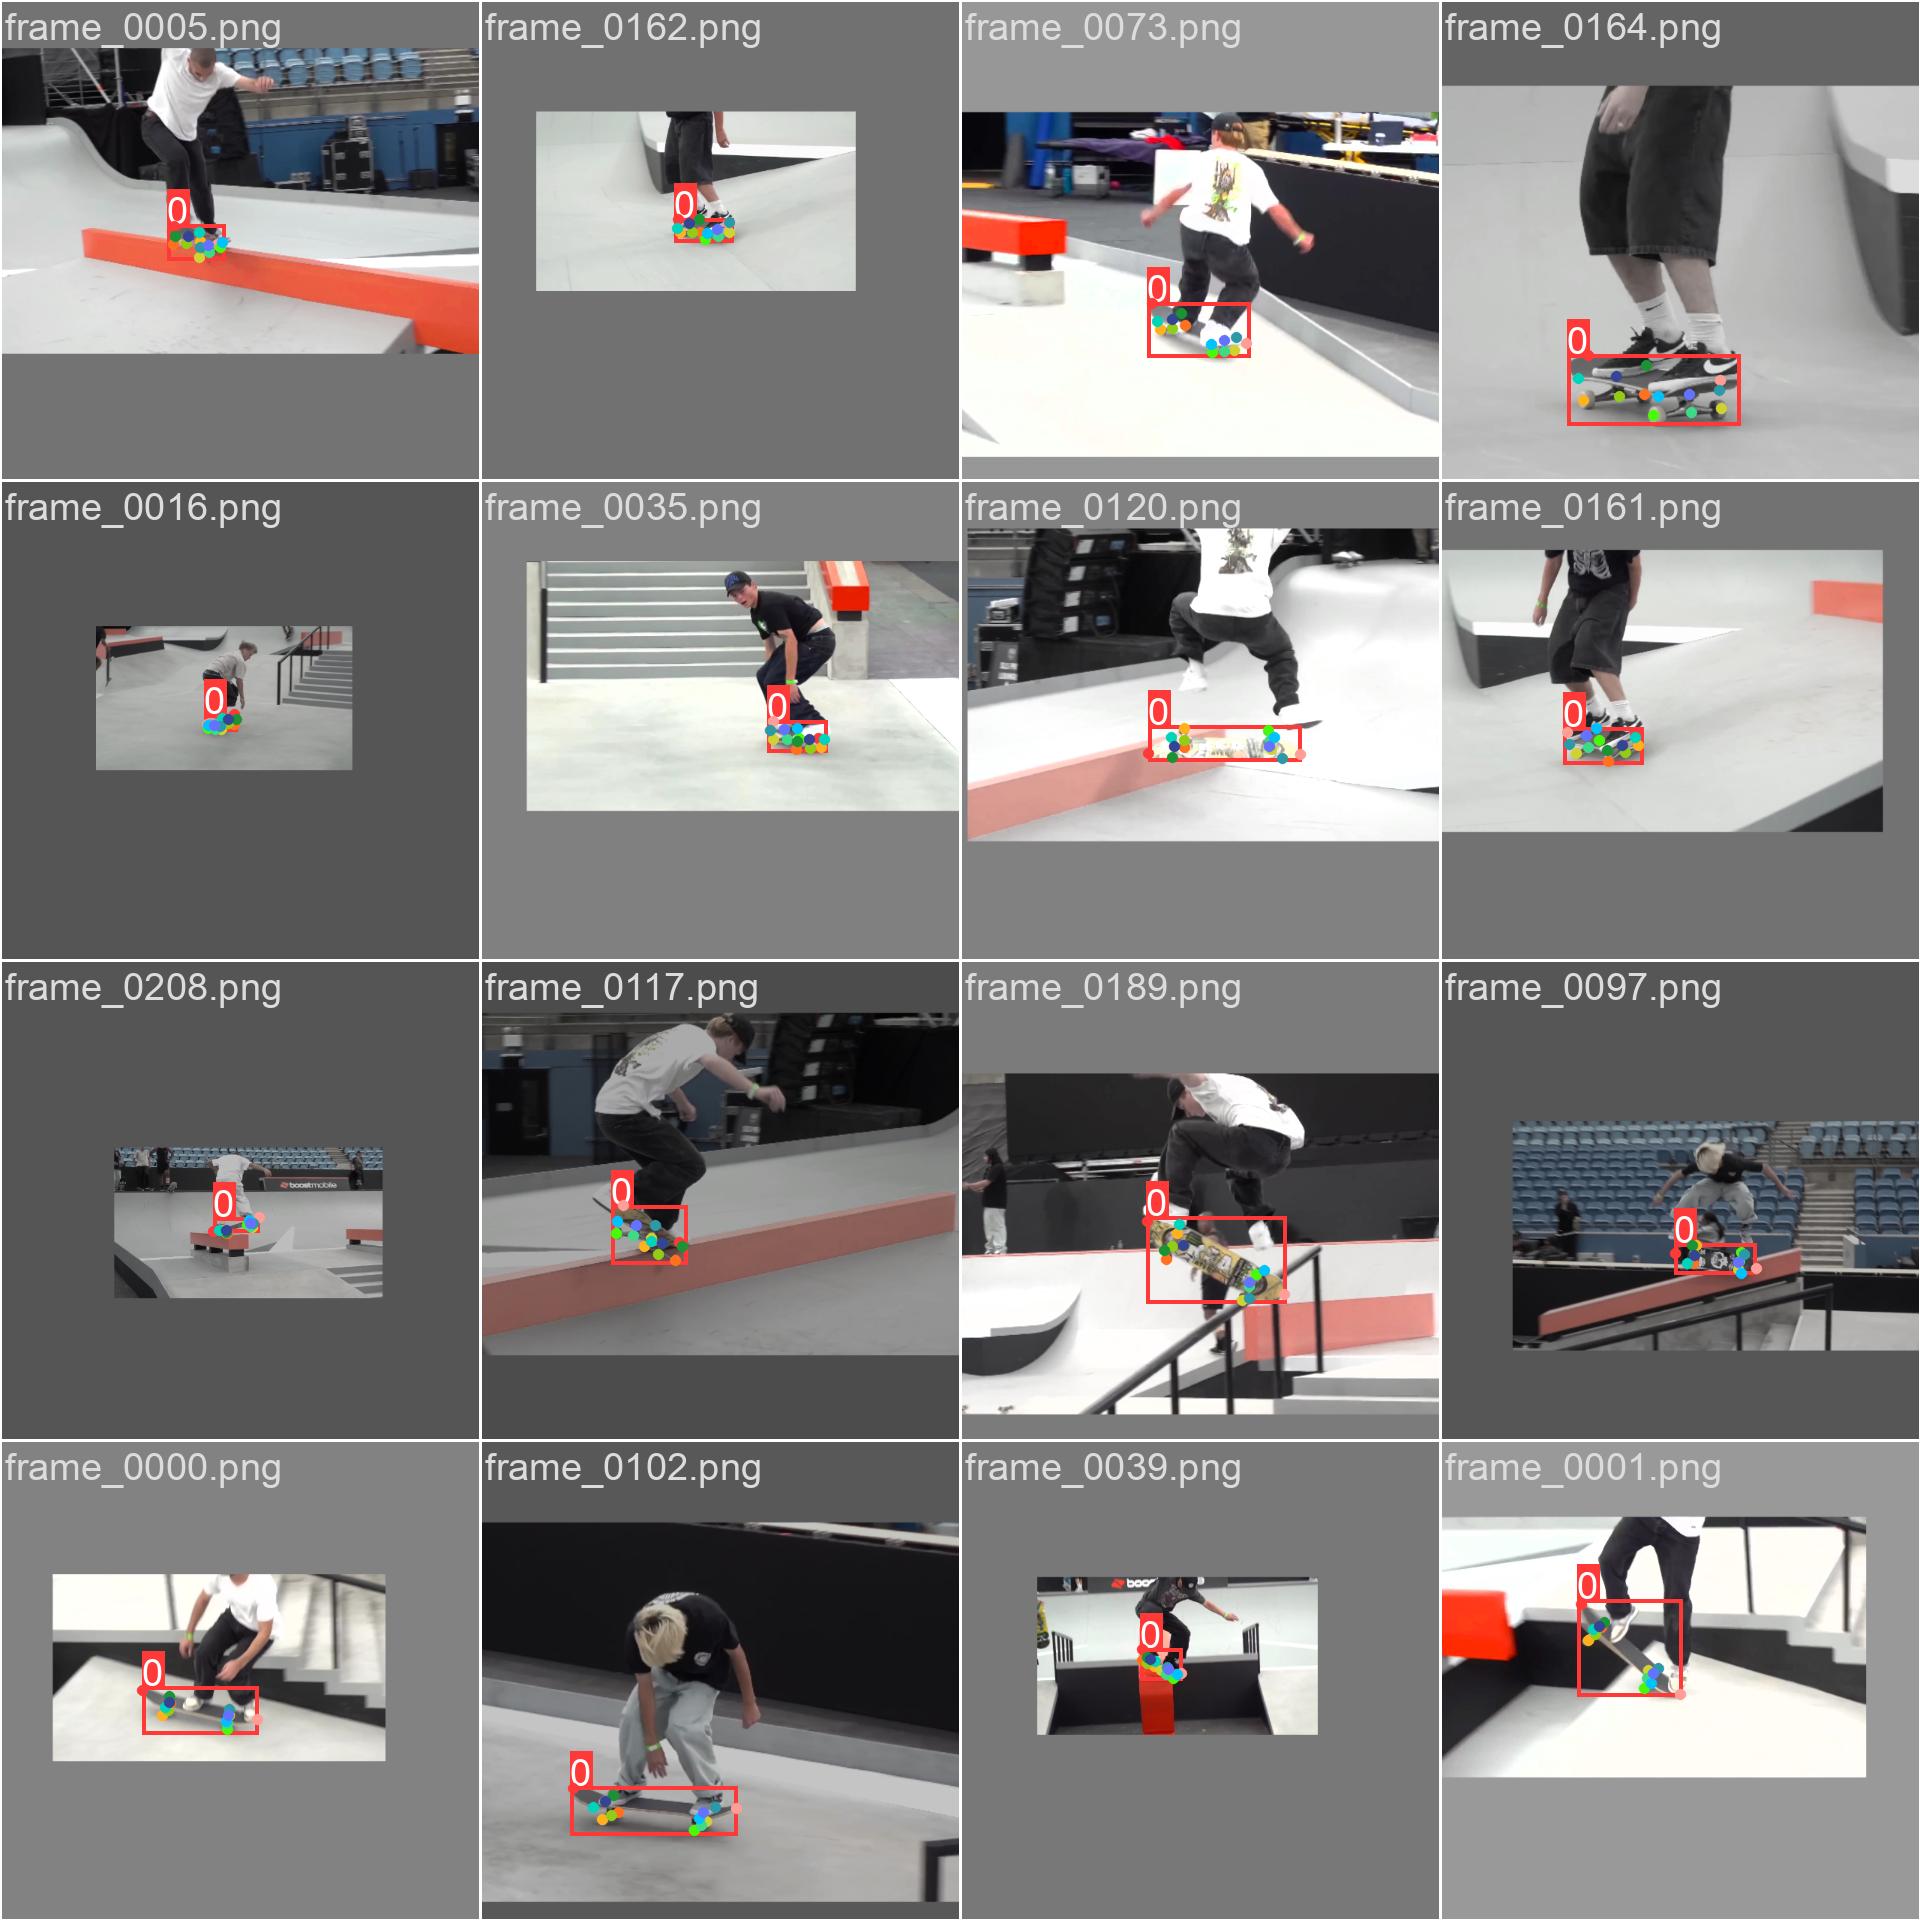 frame_0005.png
frame_0162.png
frame_0073.png
frame_0164.png
0
0
0
0
frame_0016.png
frame_0035.png
frame_0120.png
frame_0161.png
0
0
0
0
frame_0208.png
frame_0117.png
frame_0189.png
frame_0097.png
0
boostmobile
0
0
0
frame_0000.png
frame_0102.png
frame_0039.png
frame_0001.png
0
0
boo
0
0